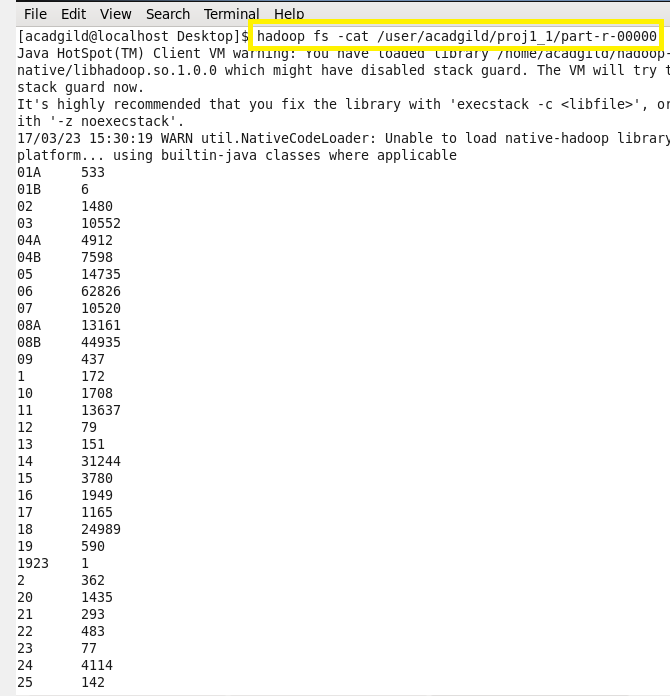 File Edit View Search Terminal Help
[acadgild@localhost Desktop]$ hadoop fs -cat /user/acadgild/proj1_1/part-r-00000
Java HotSpot(TM) Client VM warning: You have loaded library /home/acadgild/hadoop-
native/libhadoop.so.1.0.0 which might have disabled stack guard. The VM will try t
stack guard now.
It's highly recommended that you fix the library with 'execstack -c <libfile>', or
ith '-z noexecstack'.
17/03/23 15:30:19 WARN util.NativeCodeLoader: Unable to load native-hadoop library
platform... using builtin-java classes where applicable
01A 533
01B 6
02 1480
03 10552
04A 4912
04B 7598
05 14735
06 62826
07 10520
08A 13161
08B 44935
09 437
1 172
10 1708
11 13637
12 79
13 151
14 31244
15 3780
16 1949
17 1165
18 24989
19 590
1923 1
2 362
20 1435
21 293
22 483
23 77
24 4114
25 142